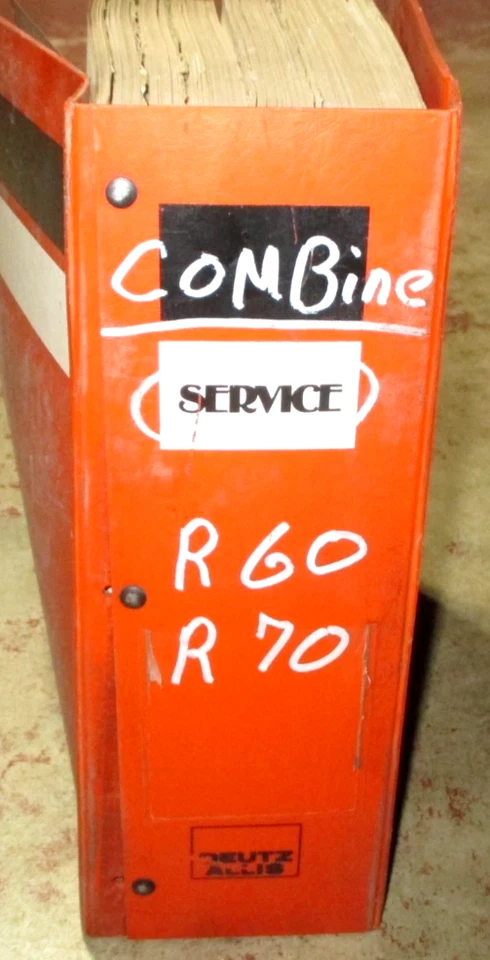 COMBine
SERVICE
R 60
R 70
DEUTZ
ALLIS